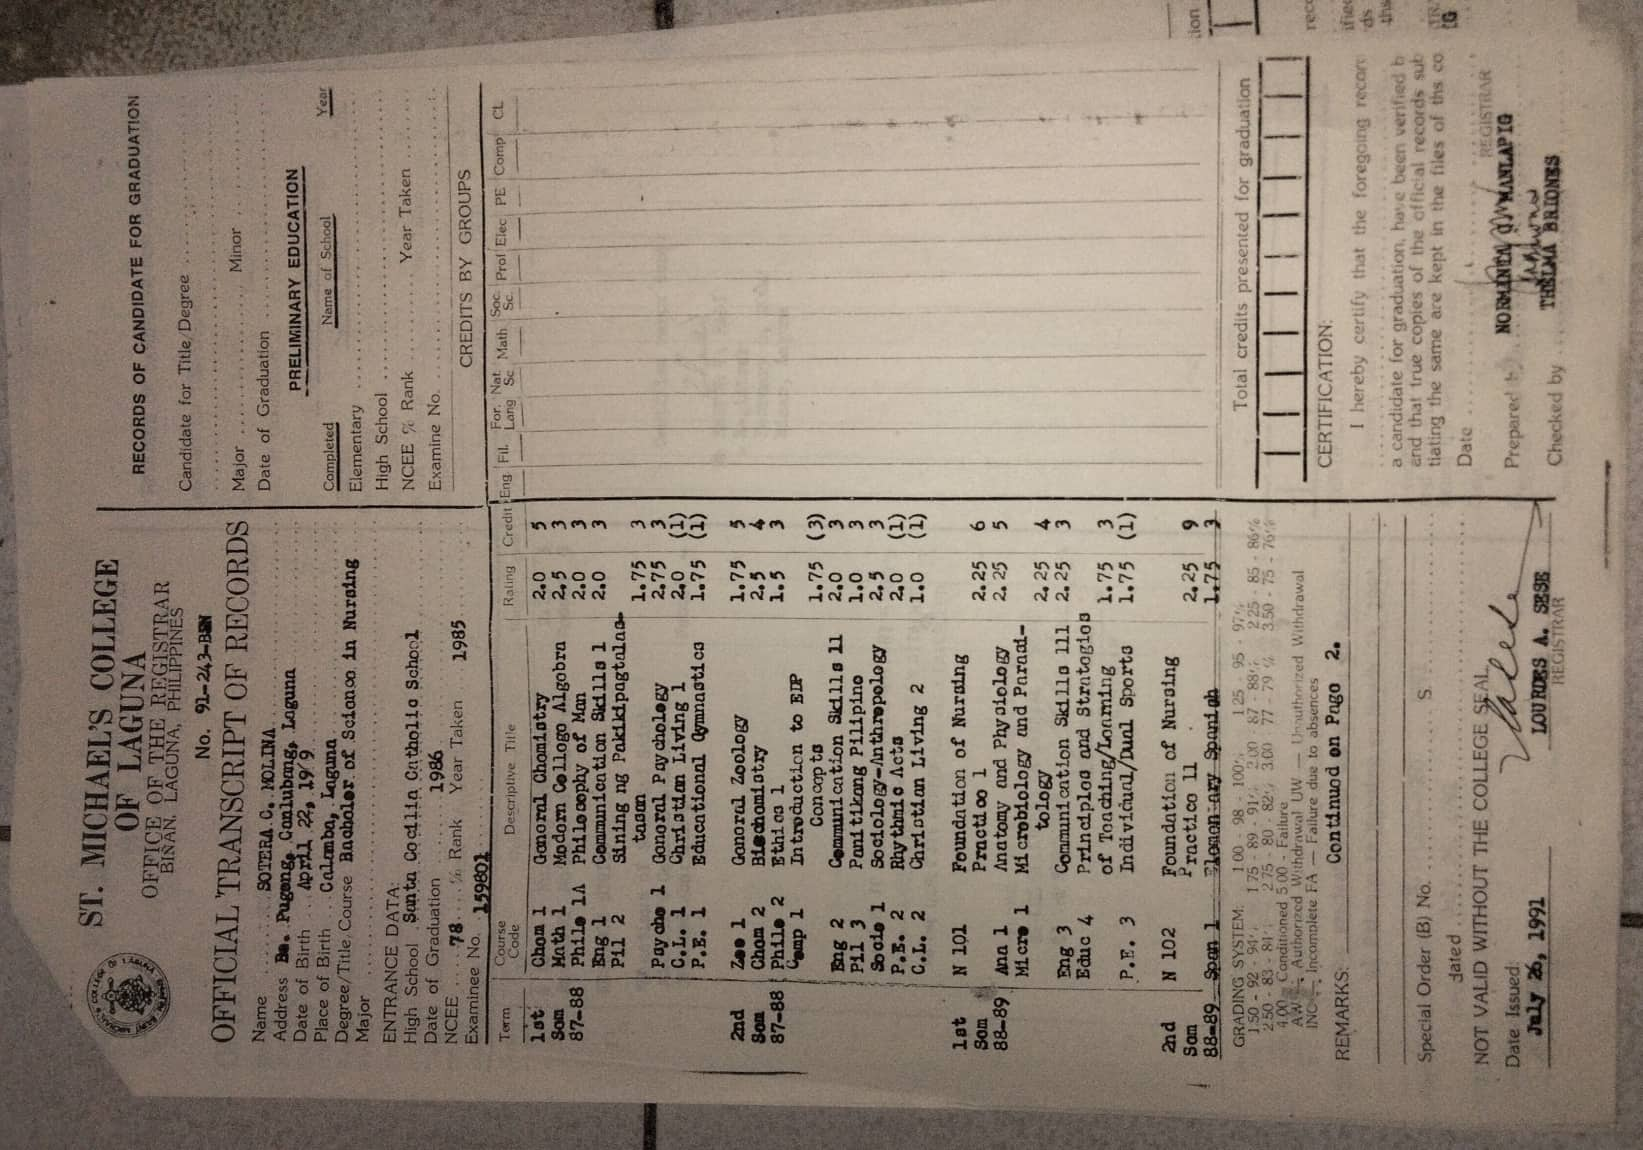 ST. MICHAEL'S COLLEGE
OF LAGUNA
OFFICE OF THE REGISTRAR
BIÑAN, LAGUNA, PHILIPPINES
No. 91-243-BSN
OFFICIAL TRANSCRIPT OF RECORDS
Name SOTERA C. MOLINA
Address Bo. Pugong, Canlubang, Laguna
Date of Birth April 22, 19
Place of Birth Calamba, Laguna
Degree/Title Course Bachelor of Science in Nursing
Major
ENTRANCE DATA:
High School Santa Cecilia Catholic School
Date of Graduation 1986
NCEE 78 % Rank Year Taken 1985
Examinee No. 159801
RECORDS OF CANDIDATE FOR GRADUATION
Candidate for Title/Degree
Major Minor
Date of Graduation
PRELIMINARY EDUCATION
Completed Name of School Year
Elementary
High School
NCEE % Rank Year Taken
Examine No.
CREDITS BY GROUPS
Term Course Code Descriptive Title Rating Credit Eng Fil. For. Lang Nat. Sc. Math Soc. Sc. Prof Elec PE Comp CL
1st Chem 1 General Chemistry 2.0 5
Sem Math 1 Modern College Algebra 2.5 3
87-88 Philo 1A Philosophy of Man 2.0 3
Eng 1 Communication Skills 1 2.0 3
Pil 2 Sining ng Pakikipagtalas-
tasan 1.75 3
Psyche 1 General Psychology 2.75 3
C.L. 1 Christian Living 1 2.0 (1)
P.E. 1 Educational Gymnastics 1.75 (1)
2nd Zoo 1 General Zoology 1.75 5
Sem Chem 2 Biochemistry 2.5 4
87-88 Philo 2 Ethics 1 1.5 3
Comp 1 Introduction to EDP
Concepts 1.75 (3)
Eng 2 Communication Skills 11 2.0 3
Pil 3 Panitikang Pilipino 1.0 3
Socio 1 Sociology-Anthropology 2.5 3
P.E. 2 Rhythmic Acts 2.0 (1)
C.L. 2 Christian Living 2 1.0 (1)
1st N 101 Foundation of Nursing
Sem Practice 1 2.25 6
88-89 Ana 1 Anatomy and Physiology 2.25 5
Micro 1 Microbiology and Parasi-
tology 2.25 4
Eng 3 Communication Skills 111 2.25 3
Educ 4 Principles and Strategies
of Teaching/Learning 1.75 3
P.E. 3 Individual/Dual Sports 1.75 (1)
2nd N 102 Foundation of Nursing
Sem Practice 11 2.25 9
88-89 Span 1 Elementary Spanish 1.75 3
GRADING SYSTEM: 1.00 - 98 - 100% 1.25 - 95 - 97%
1.50 - 92 - 94% 1.75 - 89 - 91% 2.00 - 87 - 88% 2.25 - 85 - 86%
2.50 - 83 - 84% 2.75 - 80 - 82% 3.00 - 77 - 79% 3.50 - 75 - 76%
4.00 - Conditioned 5.00 - Failure
AW — Authorized Withdrawal UW — Unauthorized Withdrawal
INC — Incomplete FA — Failure due to absences
REMARKS: Continued on Page 2.
Special Order (B) No. S.
dated
NOT VALID WITHOUT THE COLLEGE SEAL
Date Issued:
July 26, 1991
LOURDES A. SESE
REGISTRAR
Total credits presented for graduation
CERTIFICATION:
I hereby certify that the foregoing recor
a candidate for graduation, have been verified b
and that true copies of the official records sub
tiating the same are kept in the files of ths co
Date
REGISTRAR
Prepared by NORMINIA MANLAPIG
Checked by THELMA BRIONES